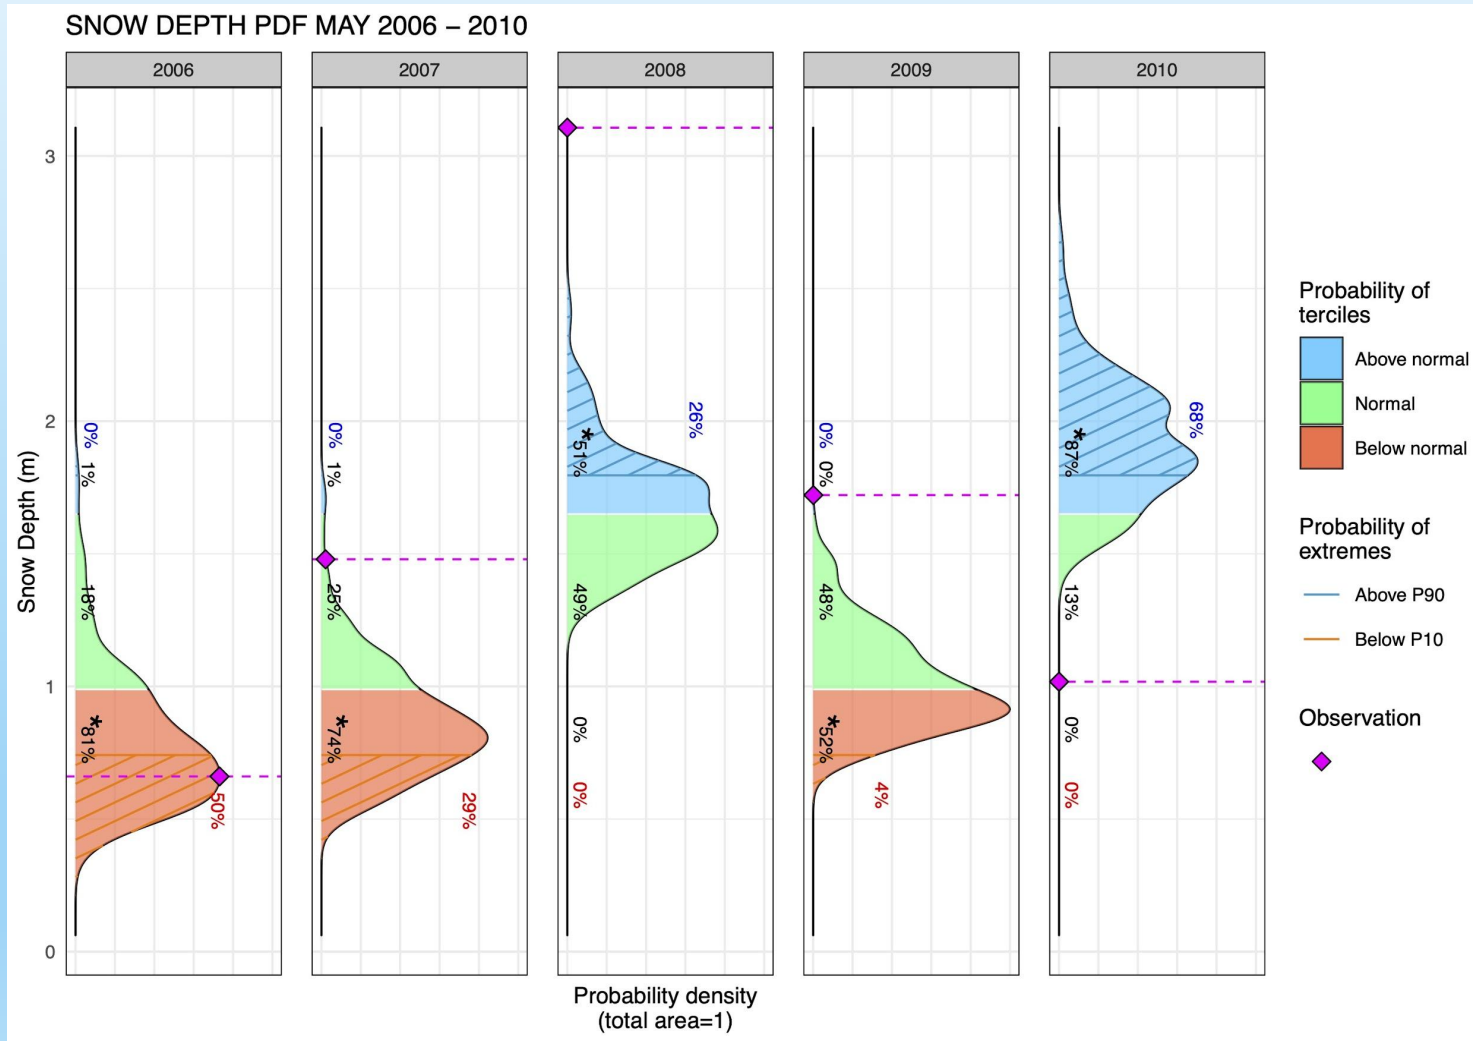 SNOW DEPTH PDF MAY 2006 – 2010
2006
2007
2008
2009
2010
Snow Depth (m)
3
2
1
0
0%
1%
18%
*
81%
50%
0%
1%
25%
*
74%
29%
26%
*
51%
49%
0%
0%
0%
0%
48%
*
52%
4%
68%
*
87%
13%
0%
0%
Probability density
(total area=1)
Probability of
terciles
Above normal
Normal
Below normal
Probability of
extremes
Above P90
Below P10
Observation